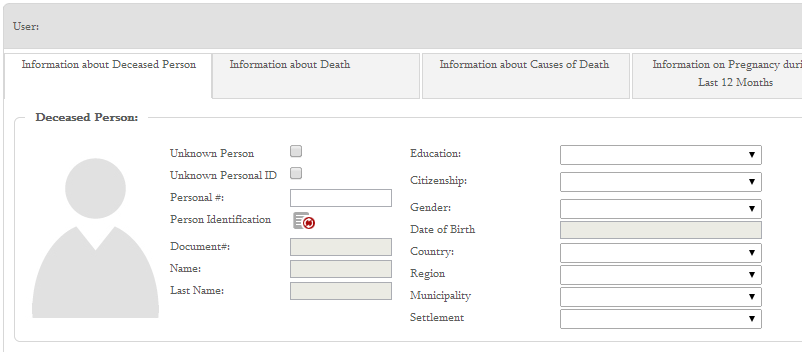 User:
Information about Deceased Person
Information about Death
Information about Causes of Death
Information on Pregnancy duri
Last 12 Months
Deceased Person:
Unknown Person
Unknown Personal ID
Personal #:
Person Identification
Document#:
Name:
Last Name:
Education:
Citizenship:
Gender:
Date of Birth
Country:
Region
Municipality
Settlement